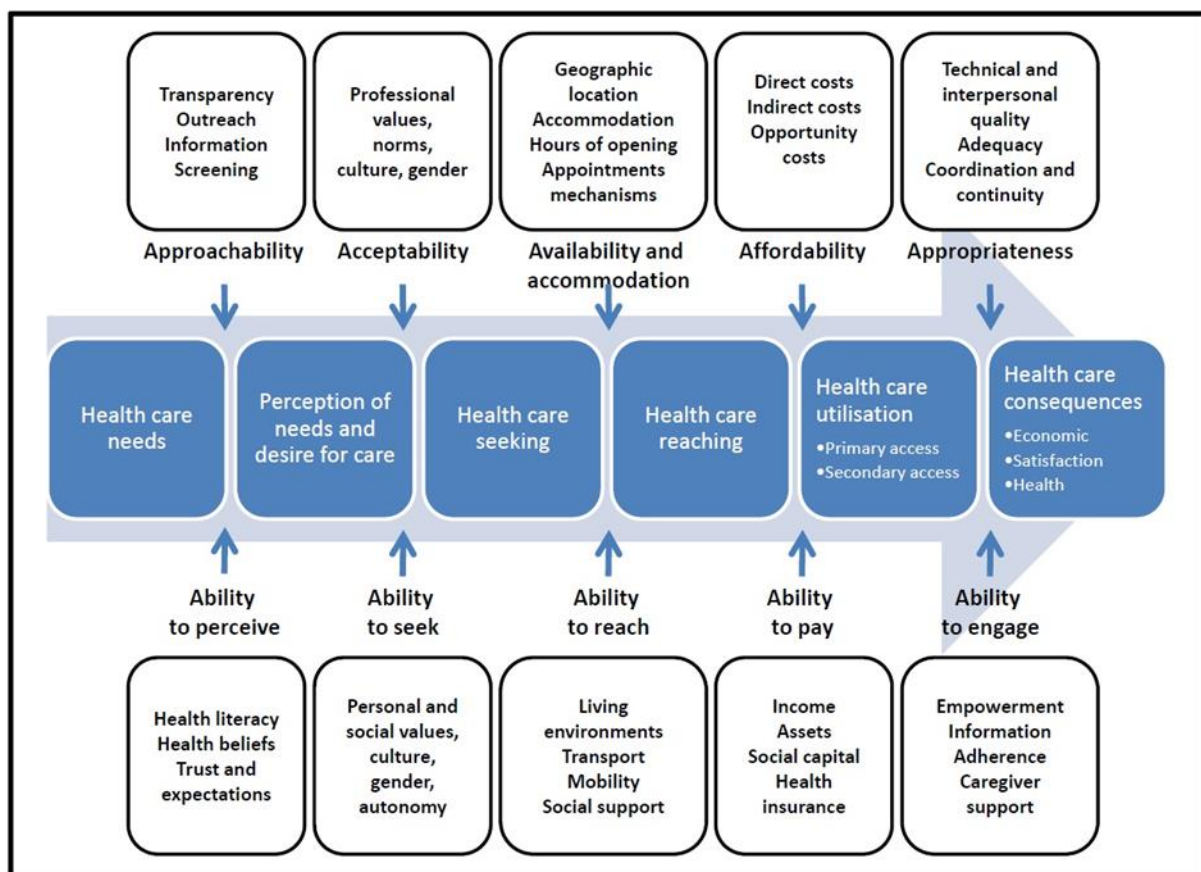 Transparency
Outreach
Information
Screening
Professional
values,
norms,
culture, gender
Geographic
location
Accommodation
Hours of opening
Appointments
mechanisms
Direct costs
Indirect costs
Opportunity
costs
Technical and
interpersonal
quality
Adequacy
Coordination and
continuity
Approachability
Acceptability
Availability and
accommodation
Affordability
Appropriateness
Health care
needs
Perception of
needs and
desire for care
Health care
seeking
Health care
reaching
Health care
utilisation
•Primary access
•Secondary access
Health care
consequences
•Economic
•Satisfaction
•Health
Ability
to perceive
Ability
to seek
Ability
to reach
Ability
to pay
Ability
to engage
Health literacy
Health beliefs
Trust and
expectations
Personal and
social values,
culture,
gender,
autonomy
Living
environments
Transport
Mobility
Social support
Income
Assets
Social capital
Health
insurance
Empowerment
Information
Adherence
Caregiver
support